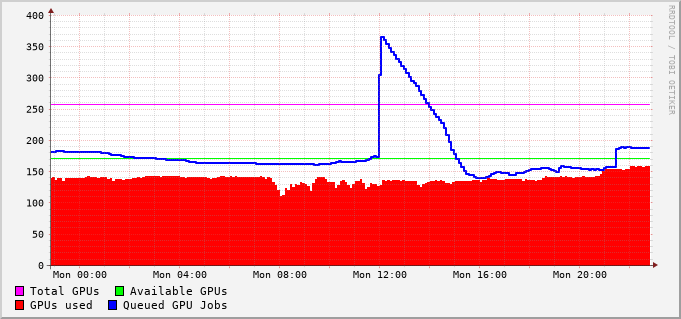 400
350
300
250
200
150
100
50
0
Mon 00:00 Mon 04:00 Mon 08:00 Mon 12:00 Mon 16:00 Mon 20:00
Total GPUs Available GPUs
GPUs used Queued GPU Jobs
RRDTOOL / TOBI OETIKER